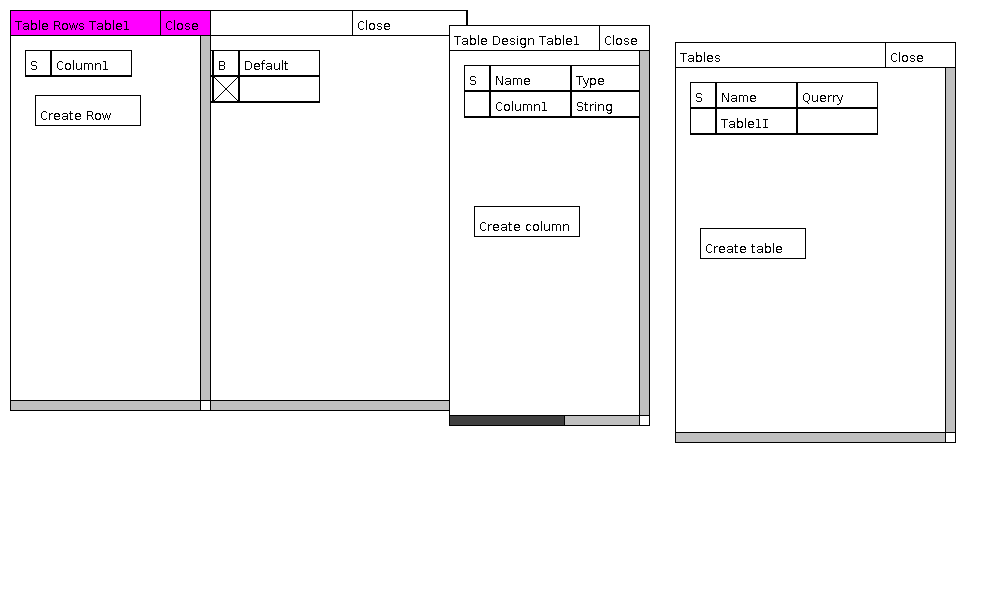 Table Rows Table1 Close
S Column1
Create Row
Close
B Default
Table Design Table1 Close
S Name Type
Column1 String
Create column
Tables Close
S Name Querry
Table1I
Create table